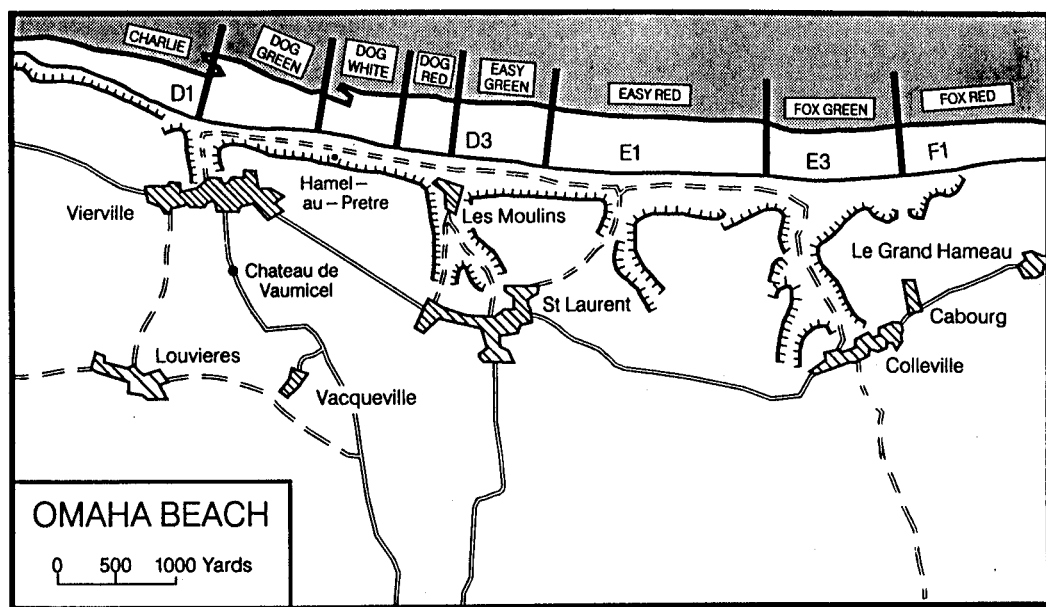 CHARLIE
DOG
GREEN
DOG
WHITE
DOG
RED
EASY
GREEN
EASY RED
FOX GREEN
FOX RED
D1
D3
E1
E3
F1
Vierville
Hamel –
au – Pretre
Les Moulins
Le Grand Hameau
Chateau de
Vaumicel
St Laurent
Cabourg
Louvieres
Vacqueville
Colleville
OMAHA BEACH
0 500 1000 Yards